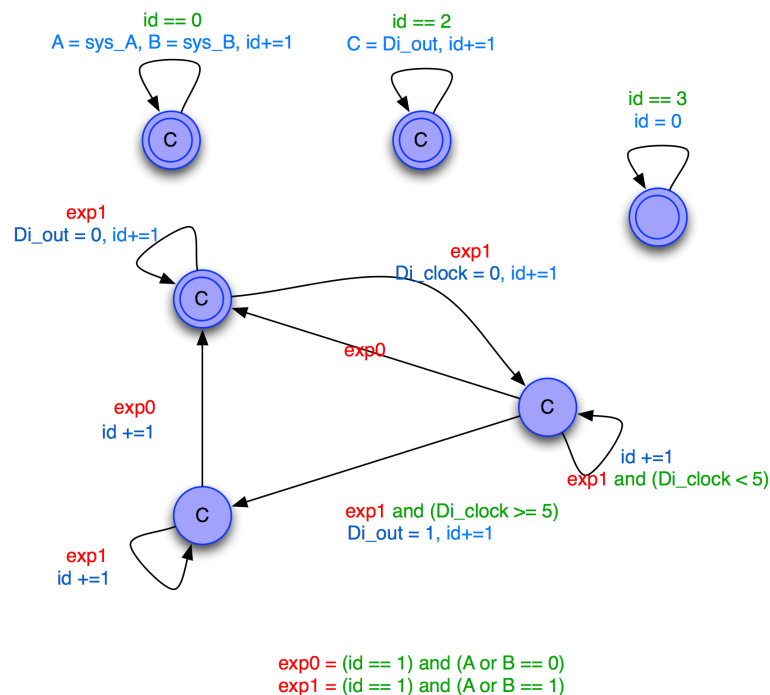 id == 0
A = sys_A, B = sys_B, id+=1
C
id == 2
C = Di_out, id+=1
C
id == 3
id = 0
exp1
Di_out = 0, id+=1
C
exp1
Di_clock = 0, id+=1
exp0
C
id +=1
exp1 and (Di_clock < 5)
exp0
id +=1
C
exp1 and (Di_clock >= 5)
Di_out = 1, id+=1
exp1
id +=1
exp0 = (id == 1) and (A or B == 0)
exp1 = (id == 1) and (A or B == 1)